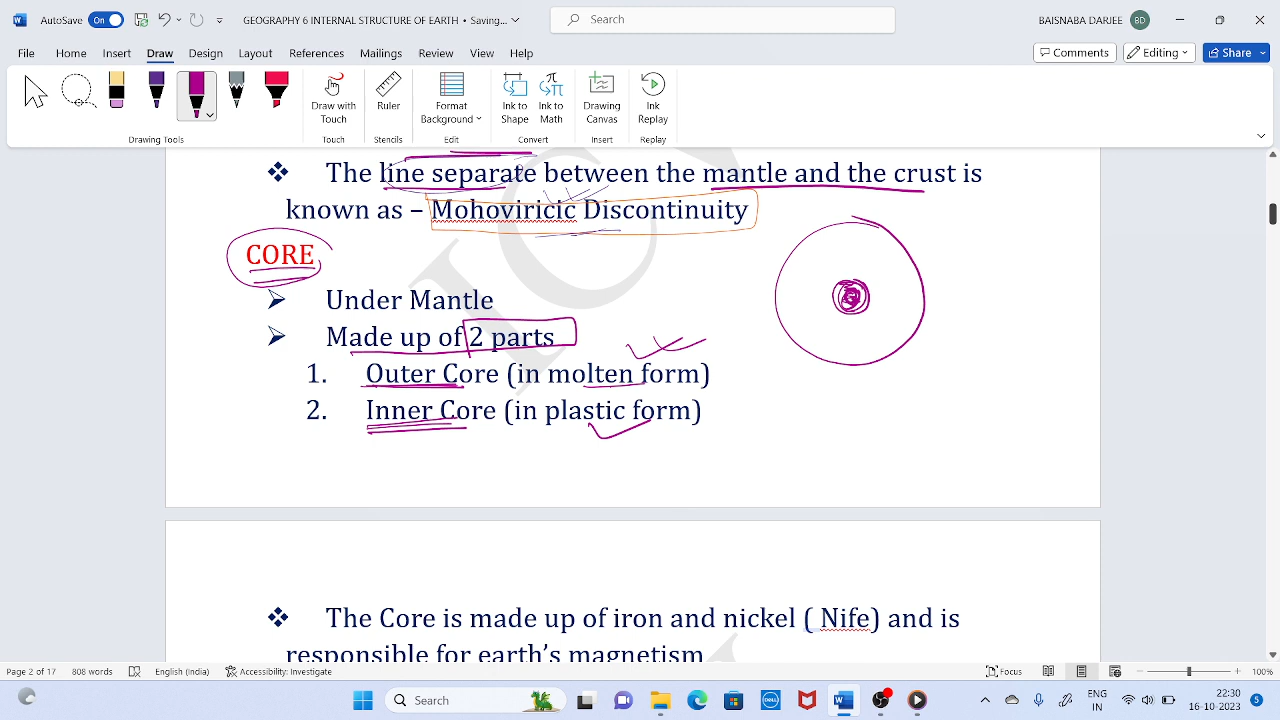 AutoSave On GEOGRAPHY 6 INTERNAL STRUCTURE OF EARTH • Saving... Search BAISNABA DARJEE BD
File Home Insert Draw Design Layout References Mailings Review View Help Comments Editing Share
Draw with Touch
Ruler
Format Background
Ink to Shape
Ink to Math
Drawing Canvas
Ink Replay
Drawing Tools Touch Stencils Edit Convert Insert Replay
❖ The line separate between the mantle and the crust is
known as – Mohoviricic Discontinuity
CORE
➢ Under Mantle
➢ Made up of 2 parts
1. Outer Core (in molten form)
2. Inner Core (in plastic form)
❖ The Core is made up of iron and nickel ( Nife) and is
responsible for earth's magnetism
Page 2 of 17 808 words English (India) Accessibility: Investigate Focus 100%
Search ENG IN 22:30 16-10-2023 5